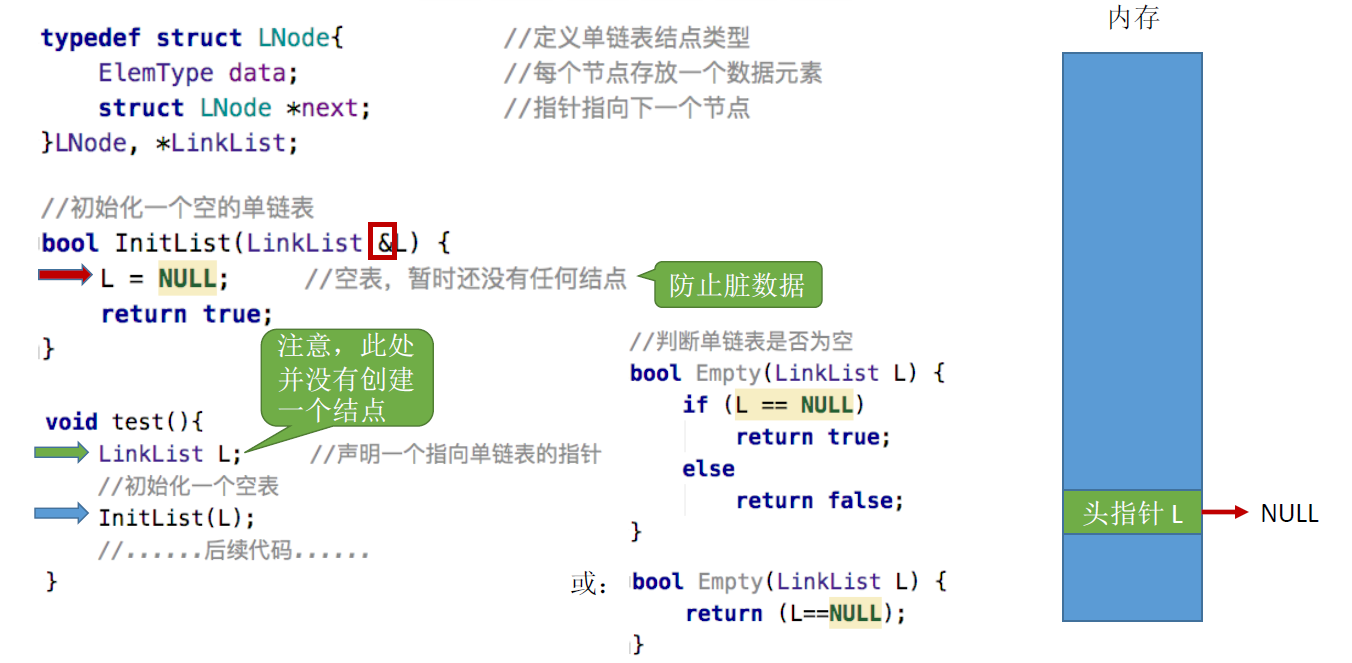 typedef struct LNode{ //定义单链表结点类型
ElemType data; //每个节点存放一个数据元素
struct LNode *next; //指针指向下一个节点
}LNode, *LinkList;
//初始化一个空的单链表
bool InitList(LinkList &L) {
L = NULL; //空表，暂时还没有任何结点
防止脏数据
return true;
}
注意，此处
并没有创建
一个结点
void test(){
LinkList L; //声明一个指向单链表的指针
//初始化一个空表
InitList(L);
//......后续代码......
}
//判断单链表是否为空
bool Empty(LinkList L) {
if (L == NULL)
return true;
else
return false;
}
或：
bool Empty(LinkList L) {
return (L==NULL);
}
内存
头指针 L
NULL